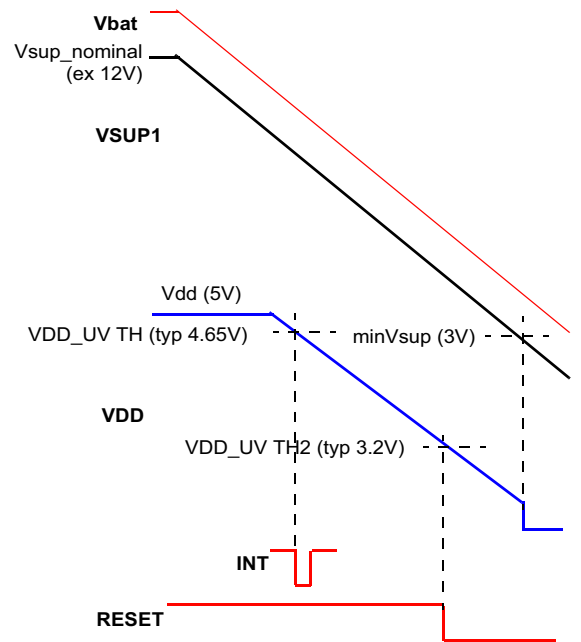 Vbat
Vsup_nominal
(ex 12V)
VSUP1
Vdd (5V)
VDD_UV TH (typ 4.65V)
minVsup (3V)
VDD
VDD_UV TH2 (typ 3.2V)
INT
RESET